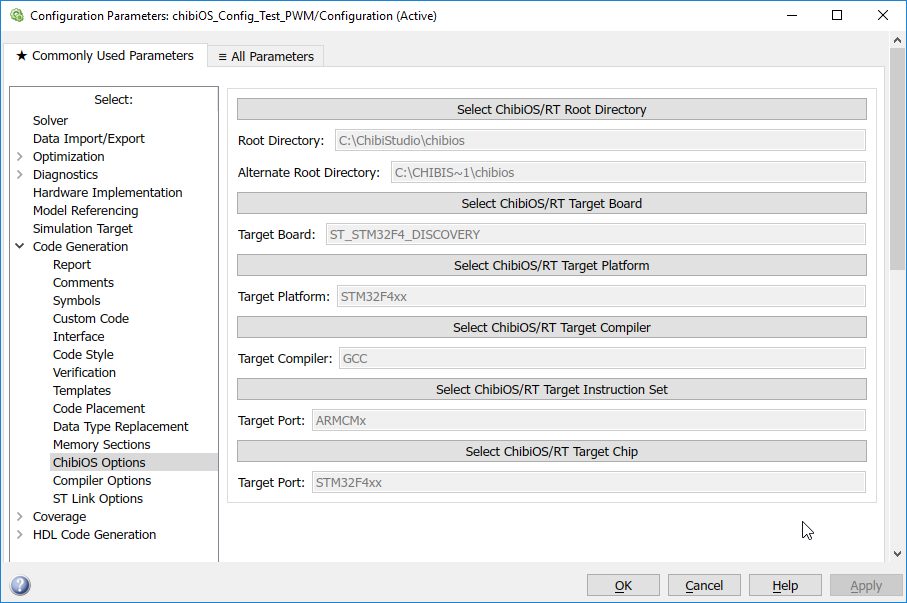 Configuration Parameters: chibiOS_Config_Test_PWM/Configuration (Active)
★ Commonly Used Parameters
≡ All Parameters
Select:
Solver
Data Import/Export
Optimization
Diagnostics
Hardware Implementation
Model Referencing
Simulation Target
Code Generation
Report
Comments
Symbols
Custom Code
Interface
Code Style
Verification
Templates
Code Placement
Data Type Replacement
Memory Sections
ChibiOS Options
Compiler Options
ST Link Options
Coverage
HDL Code Generation
Select ChibiOS/RT Root Directory
Root Directory: C:\ChibiStudio\chibios
Alternate Root Directory: C:\CHIBIS~1\chibios
Select ChibiOS/RT Target Board
Target Board: ST_STM32F4_DISCOVERY
Select ChibiOS/RT Target Platform
Target Platform: STM32F4xx
Select ChibiOS/RT Target Compiler
Target Compiler: GCC
Select ChibiOS/RT Target Instruction Set
Target Port: ARMCMx
Select ChibiOS/RT Target Chip
Target Port: STM32F4xx
?
OK
Cancel
Help
Apply